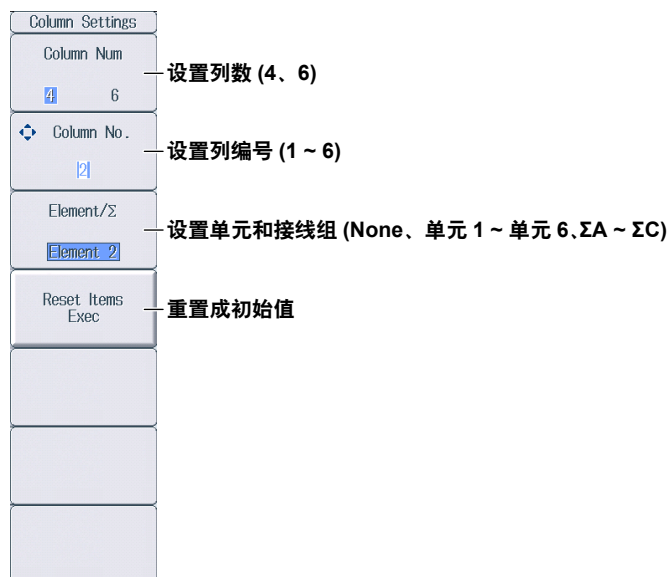 Column Settings
Column Num
4 6
设置列数 (4、6)
Column No.
2
设置列编号 (1 ~ 6)
Element/Σ
Element 2
设置单元和接线组 (None、单元 1 ~ 单元 6、ΣA ~ ΣC)
Reset Items
Exec
重置成初始值